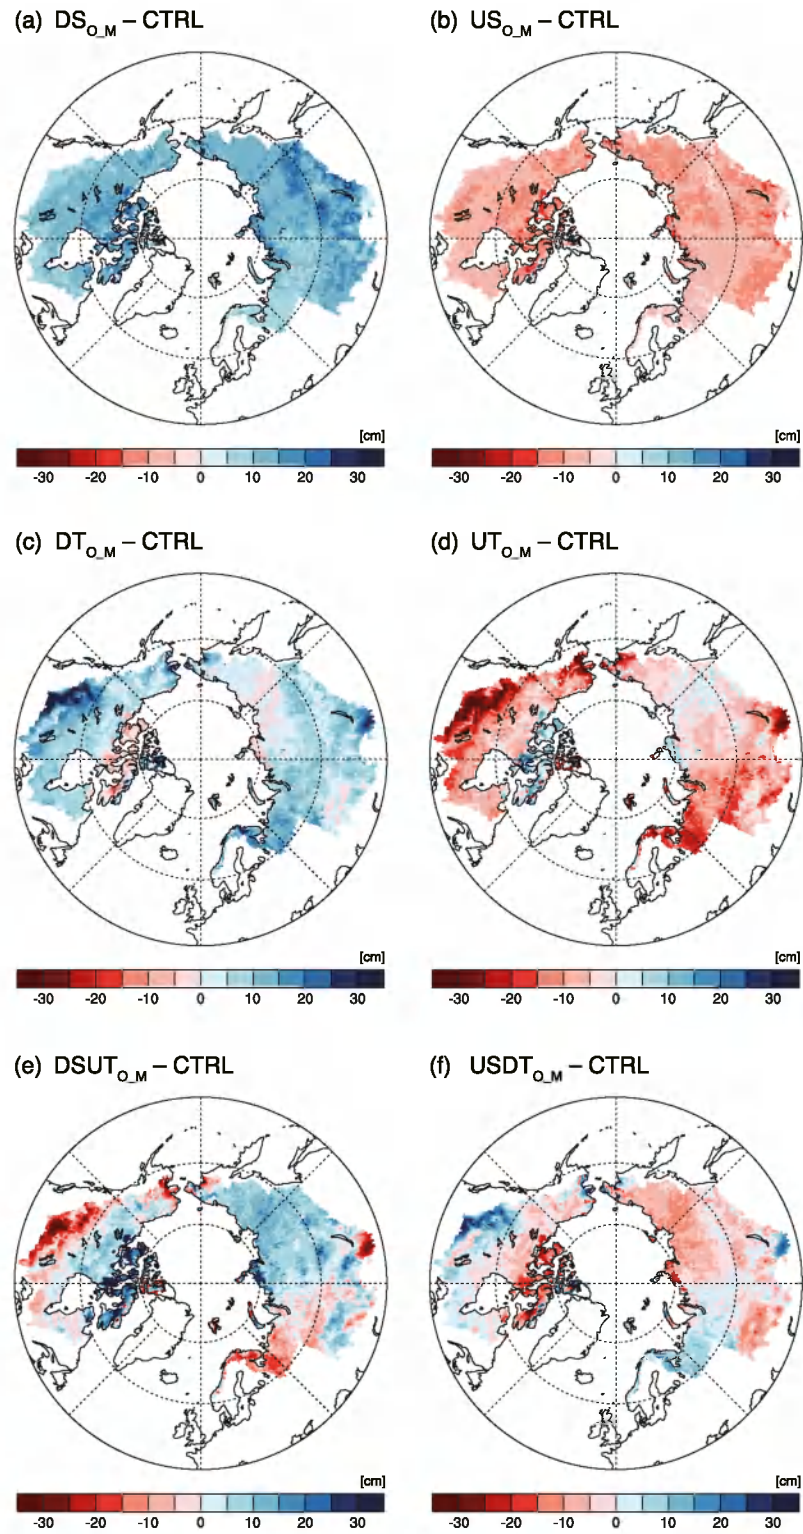 (a) DS_O_M – CTRL
(b) US_O_M – CTRL
[cm]
[cm]
-30 -20 -10 0 10 20 30
-30 -20 -10 0 10 20 30
(c) DT_O_M – CTRL
(d) UT_O_M – CTRL
[cm]
[cm]
-30 -20 -10 0 10 20 30
-30 -20 -10 0 10 20 30
(e) DSUT_O_M – CTRL
(f) USDT_O_M – CTRL
[cm]
[cm]
-30 -20 -10 0 10 20 30
-30 -20 -10 0 10 20 30